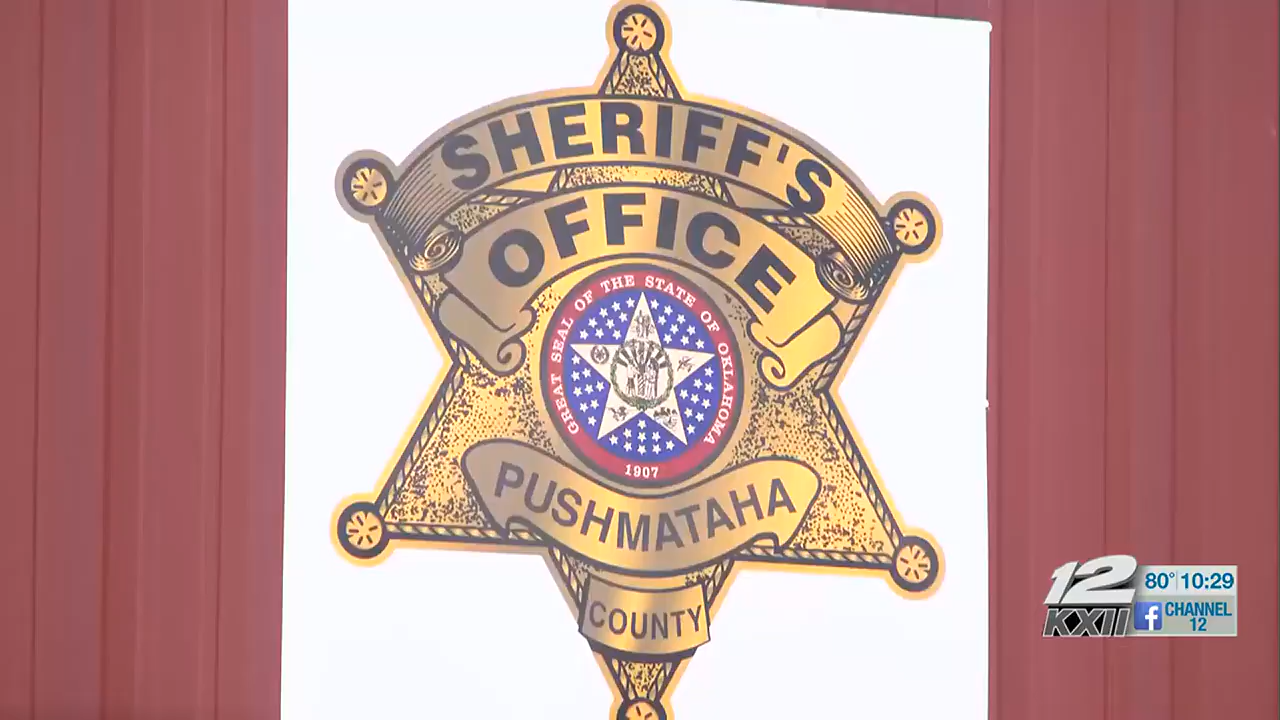 SHERIFF'S
OFFICE
GREAT SEAL OF THE STATE OF OKLAHOMA
1907
PUSHMATAHA
COUNTY
12
KXII
80° 10:29
f CHANNEL
12